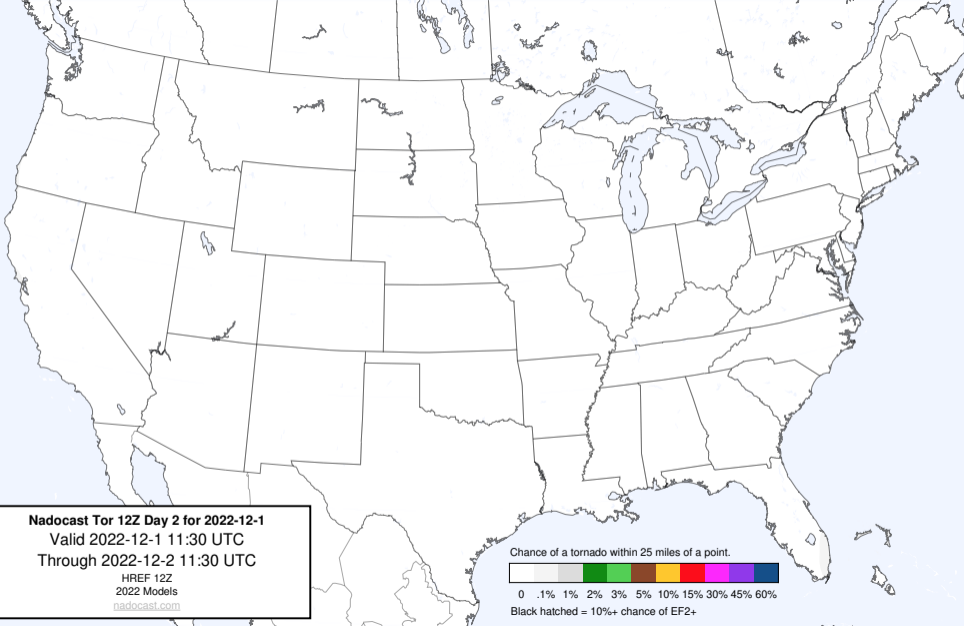 Nadocast Tor 12Z Day 2 for 2022-12-1
Valid 2022-12-1 11:30 UTC
Through 2022-12-2 11:30 UTC
HREF 12Z
2022 Models
nadocast.com
Chance of a tornado within 25 miles of a point.
0 .1% 1% 2% 3% 5% 10% 15% 30% 45% 60%
Black hatched = 10%+ chance of EF2+